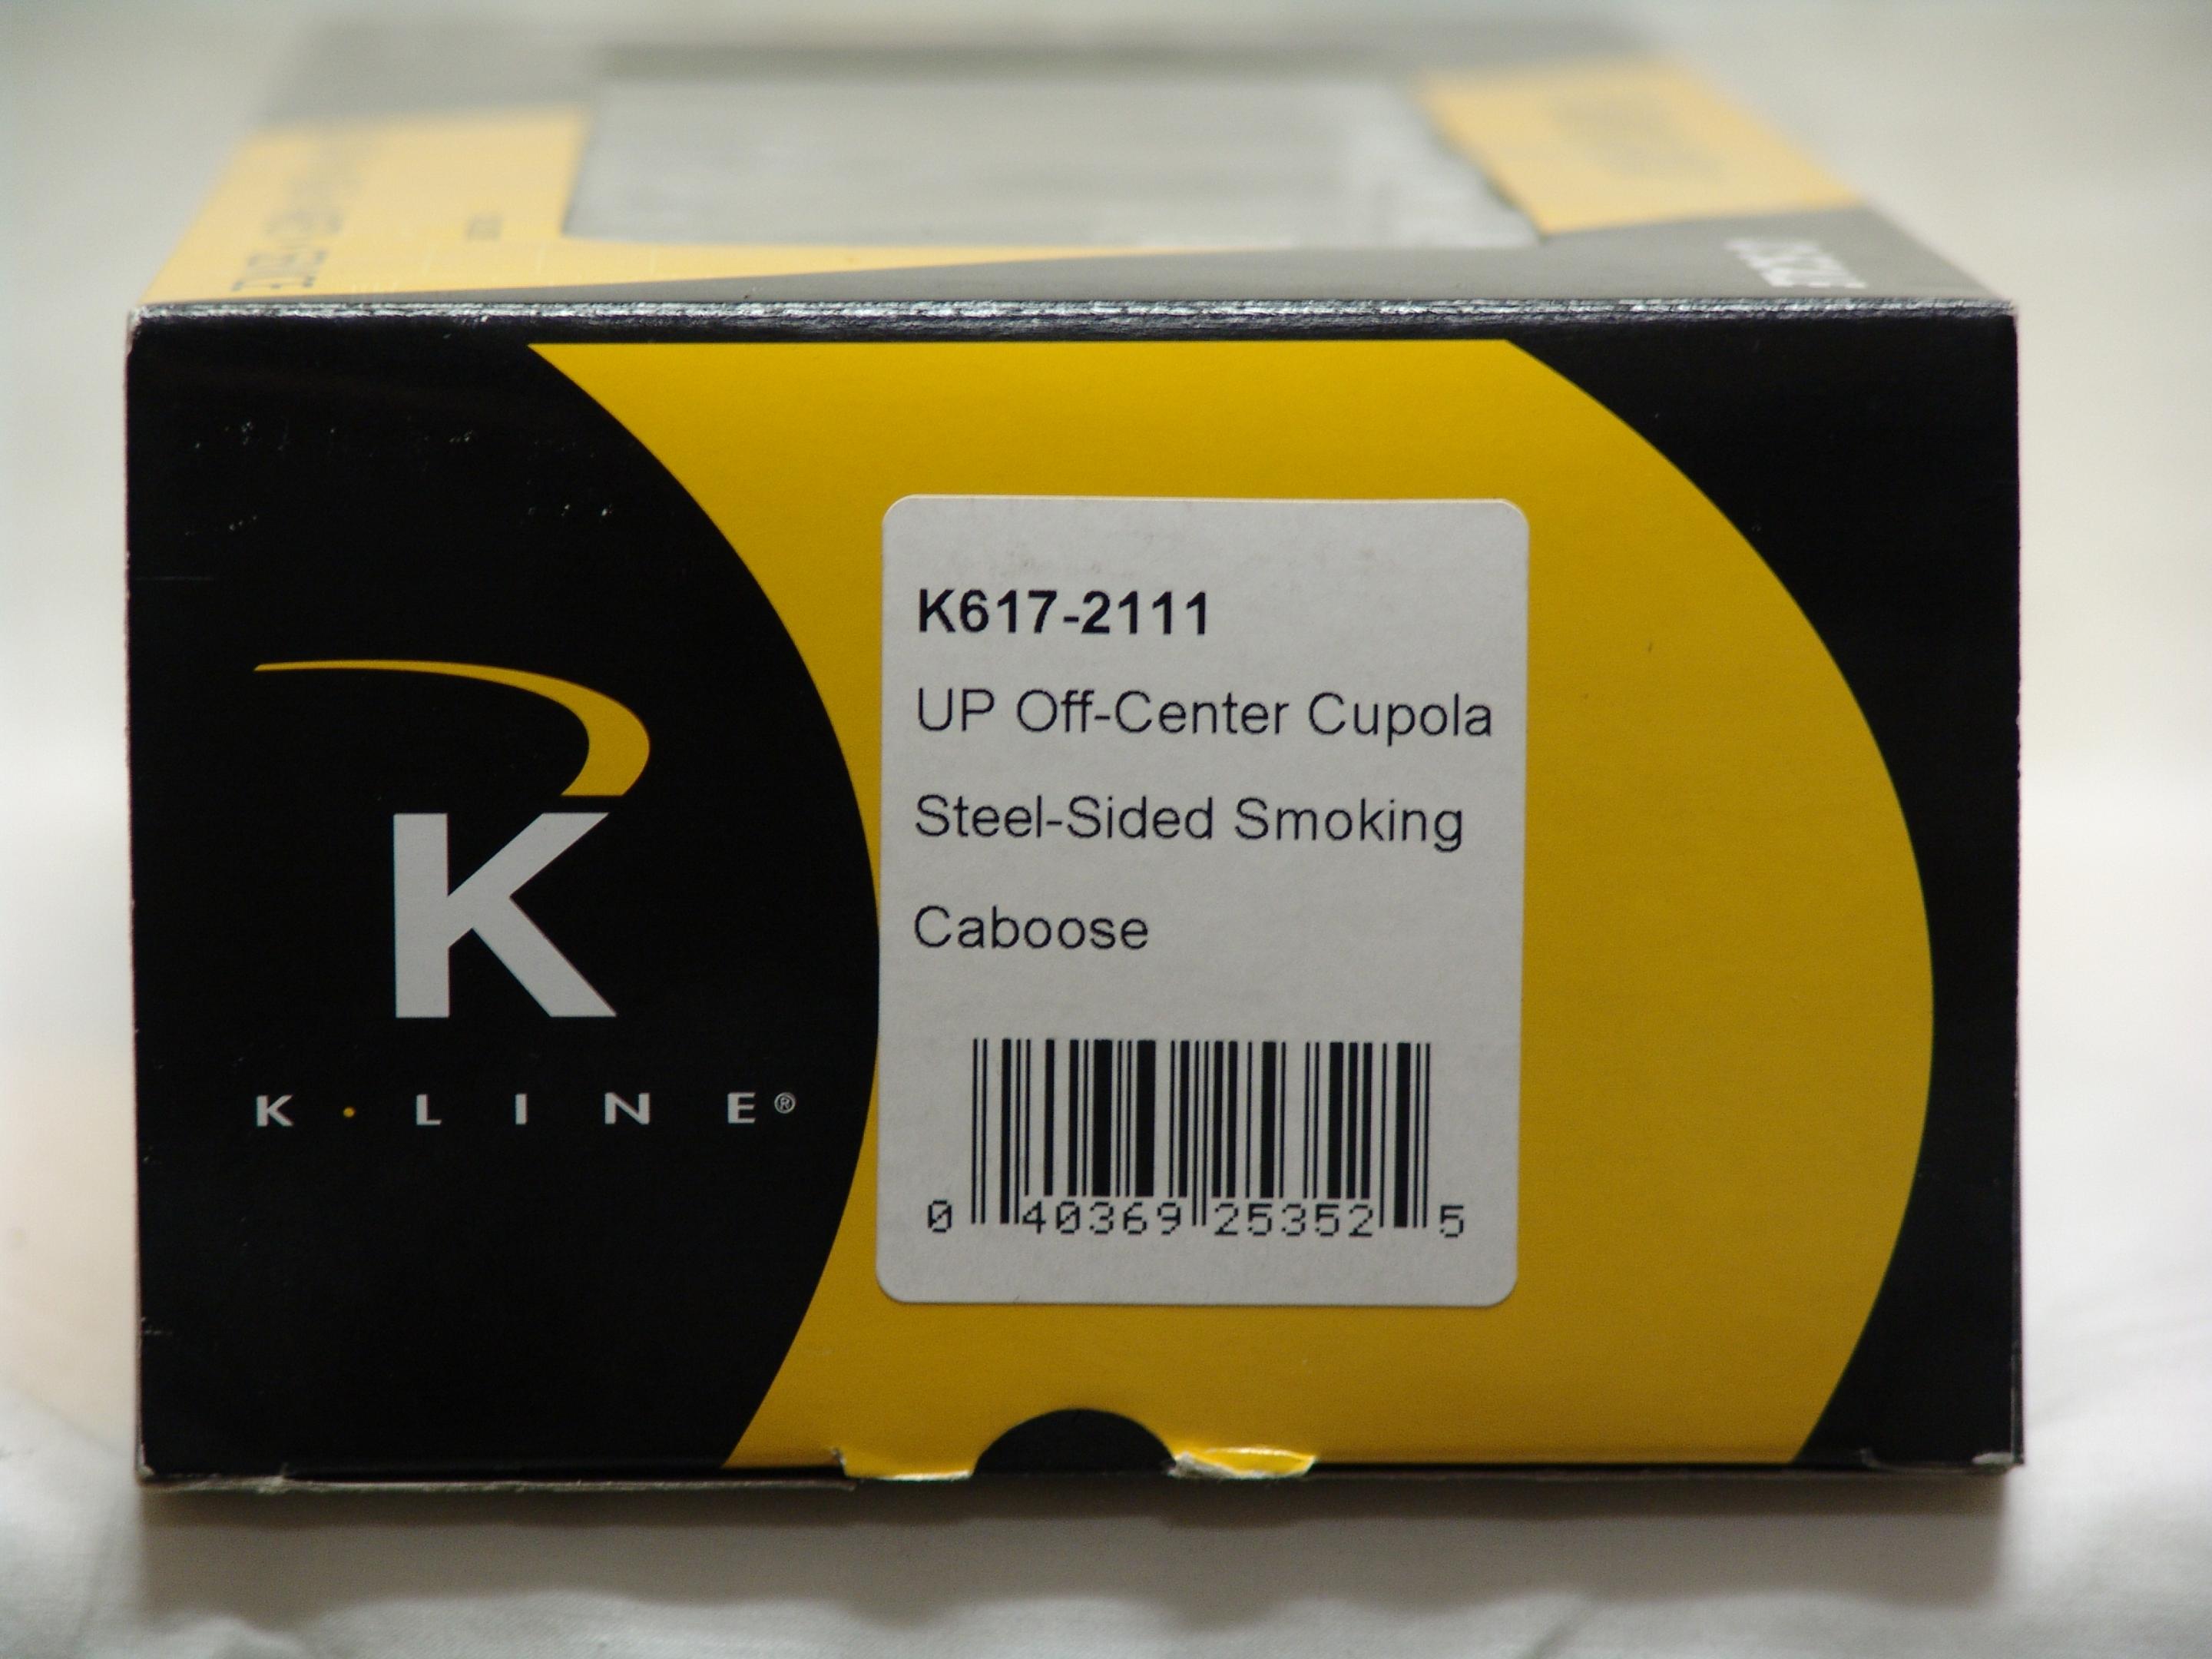 K
K·LINE®
K617-2111
UP Off-Center Cupola
Steel-Sided Smoking
Caboose
0 40369 25352 5